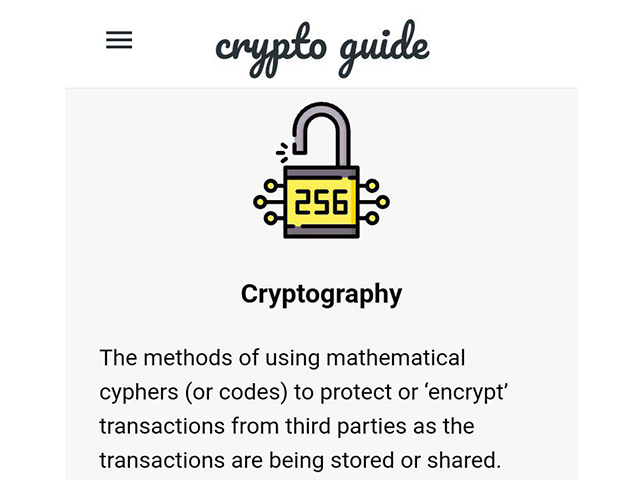 crypto guide
256
Cryptography
The methods of using mathematical
cyphers (or codes) to protect or ‘encrypt’
transactions from third parties as the
transactions are being stored or shared.